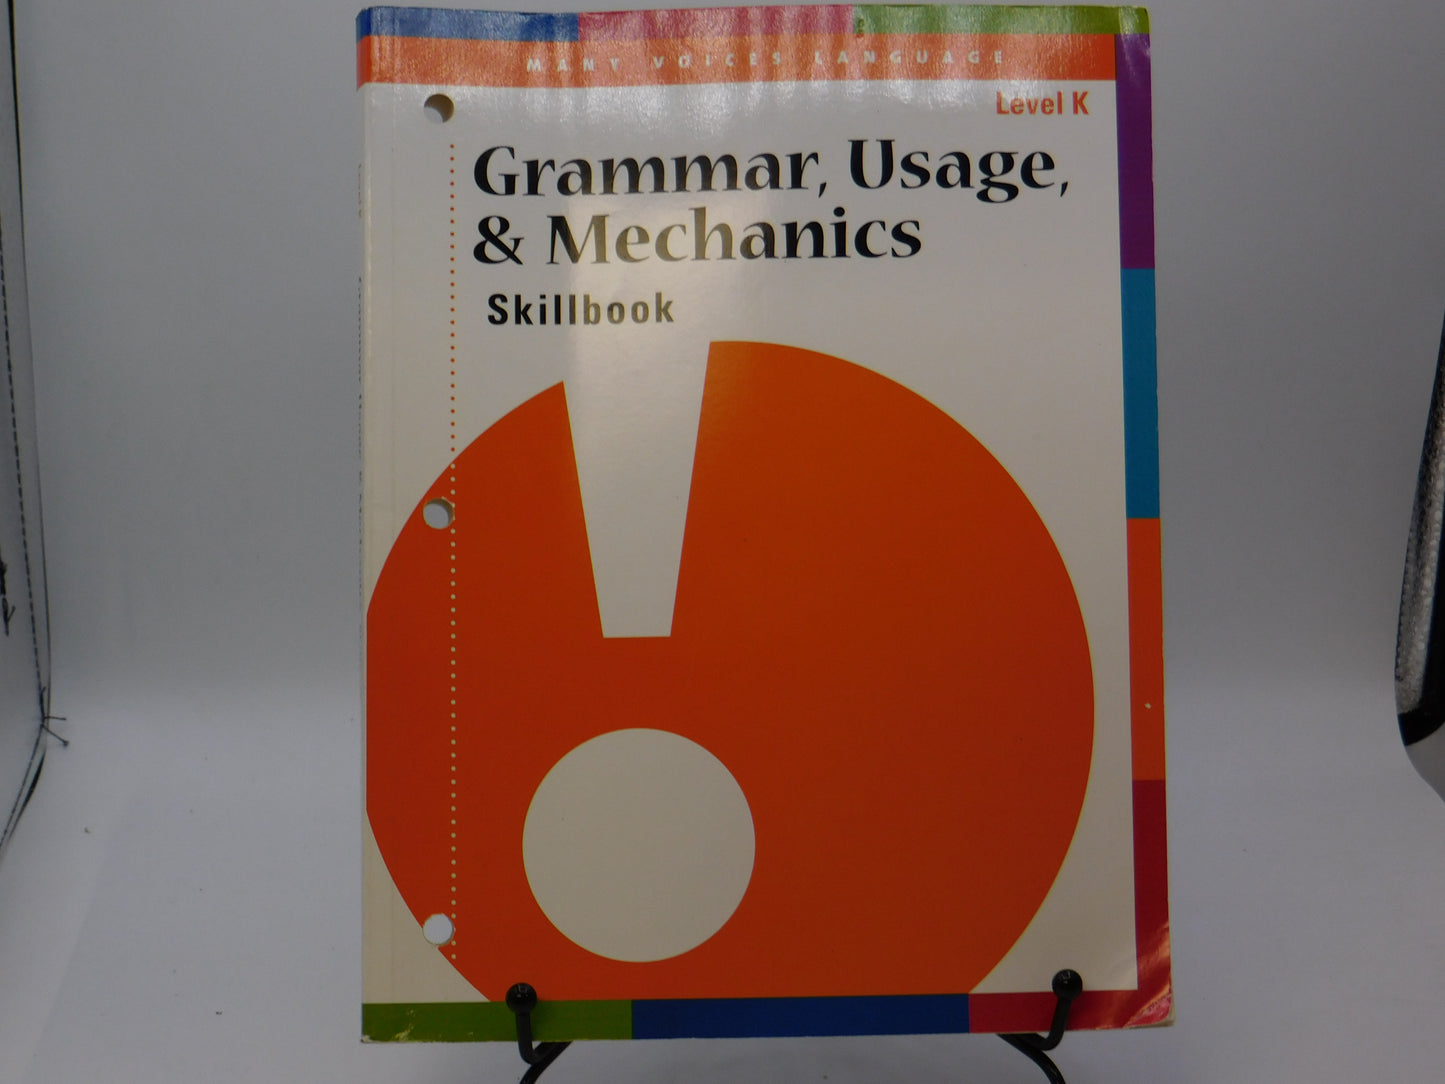 MANY VOICES LANGUAGE
Level K
Grammar, Usage,
& Mechanics
Skillbook